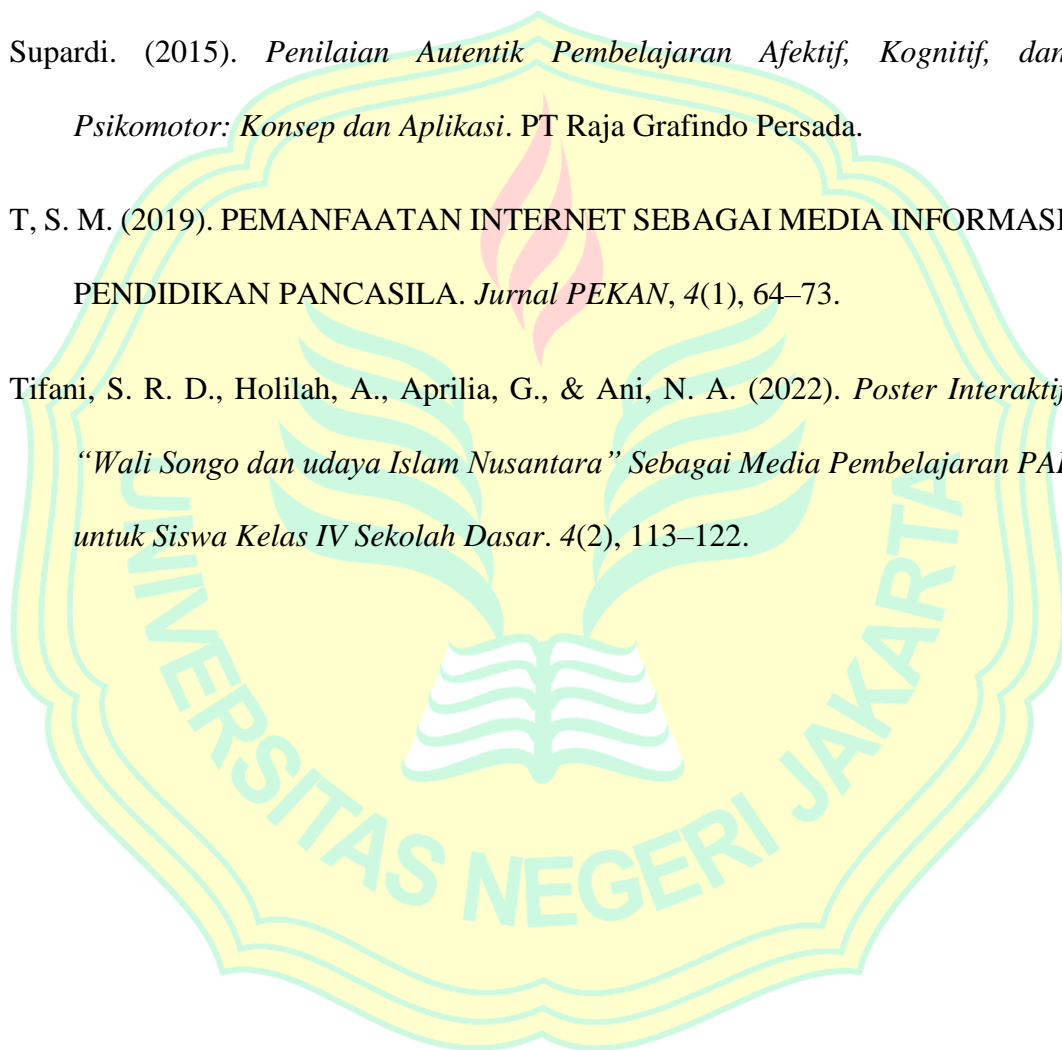 Supardi. (2015). Penilaian Autentik Pembelajaran Afektif, Kognitif, dan
Psikomotor: Konsep dan Aplikasi. PT Raja Grafindo Persada.
T, S. M. (2019). PEMANFAATAN INTERNET SEBAGAI MEDIA INFORMASI
PENDIDIKAN PANCASILA. Jurnal PEKAN, 4(1), 64–73.
Tifani, S. R. D., Holilah, A., Aprilia, G., & Ani, N. A. (2022). Poster Interaktif
“Wali Songo dan udaya Islam Nusantara” Sebagai Media Pembelajaran PAI
untuk Siswa Kelas IV Sekolah Dasar. 4(2), 113–122.
UNIVERSITAS NEGERI JAKARTA